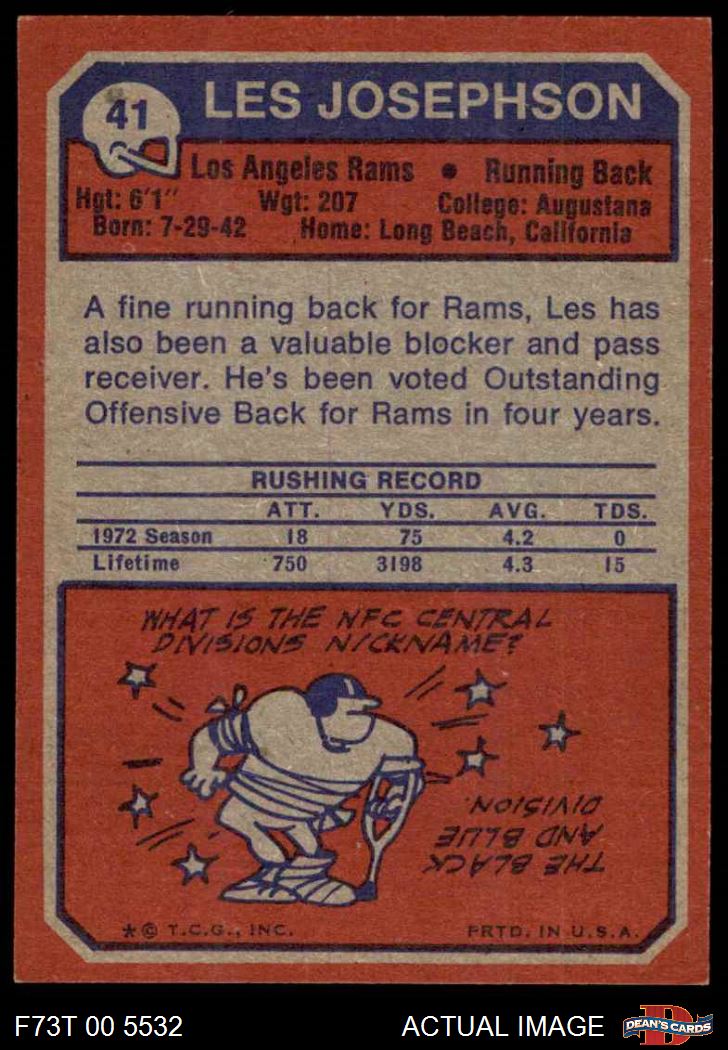 41
LES JOSEPHSON
Los Angeles Rams • Running Back
Hgt: 6'1" Wgt: 207 College: Augustana
Born: 7-29-42 Home: Long Beach, California
A fine running back for Rams, Les has
also been a valuable blocker and pass
receiver. He's been voted Outstanding
Offensive Back for Rams in four years.
RUSHING RECORD
ATT. YDS. AVG. TDS.
1972 Season 18 75 4.2 0
Lifetime 750 3198 4.3 15
WHAT IS THE NFC CENTRAL
DIVISIONS NICKNAME?
THE BLACK
AND BLUE
DIVISION.
* © T.C.G., INC. PRTD. IN U.S.A.
F73T 00 5532 ACTUAL IMAGE
D
DEAN'S CARDS